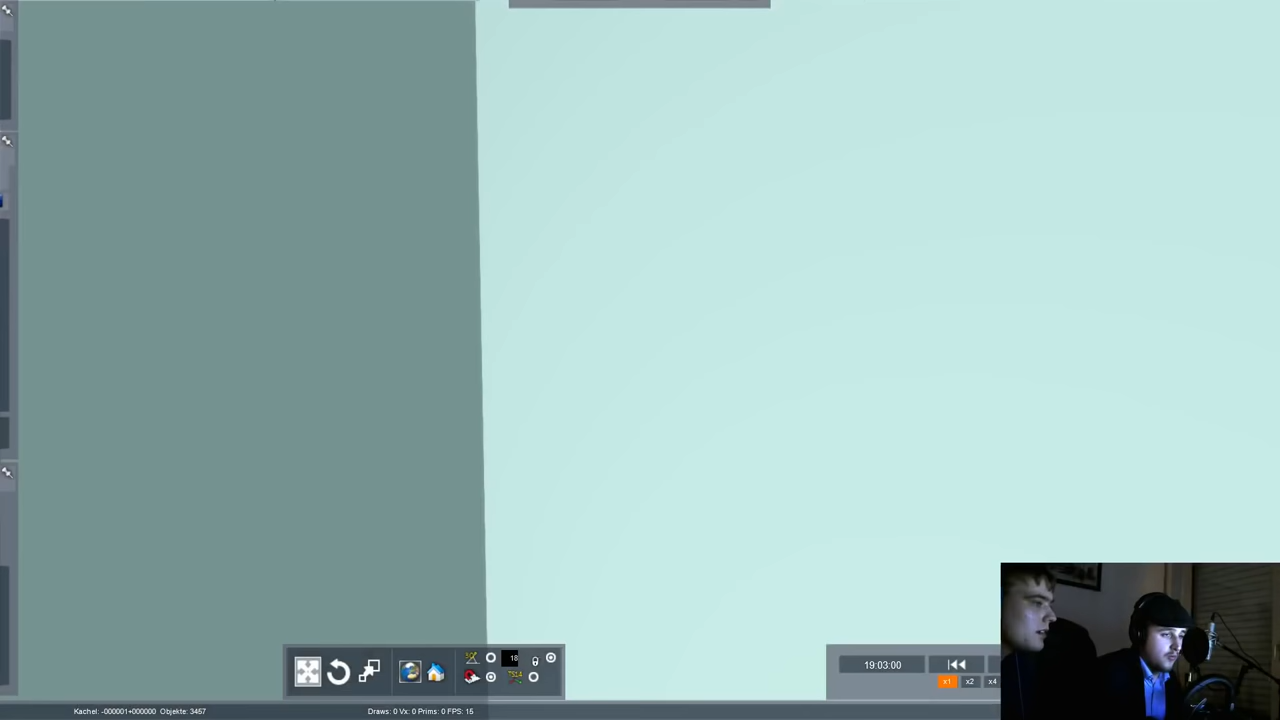 18
19:03:00
x1 x2 x4
Kachel: -000001+000000 Objekte: 3457
Draws: 0 Vx: 0 Prims: 0 FPS: 15